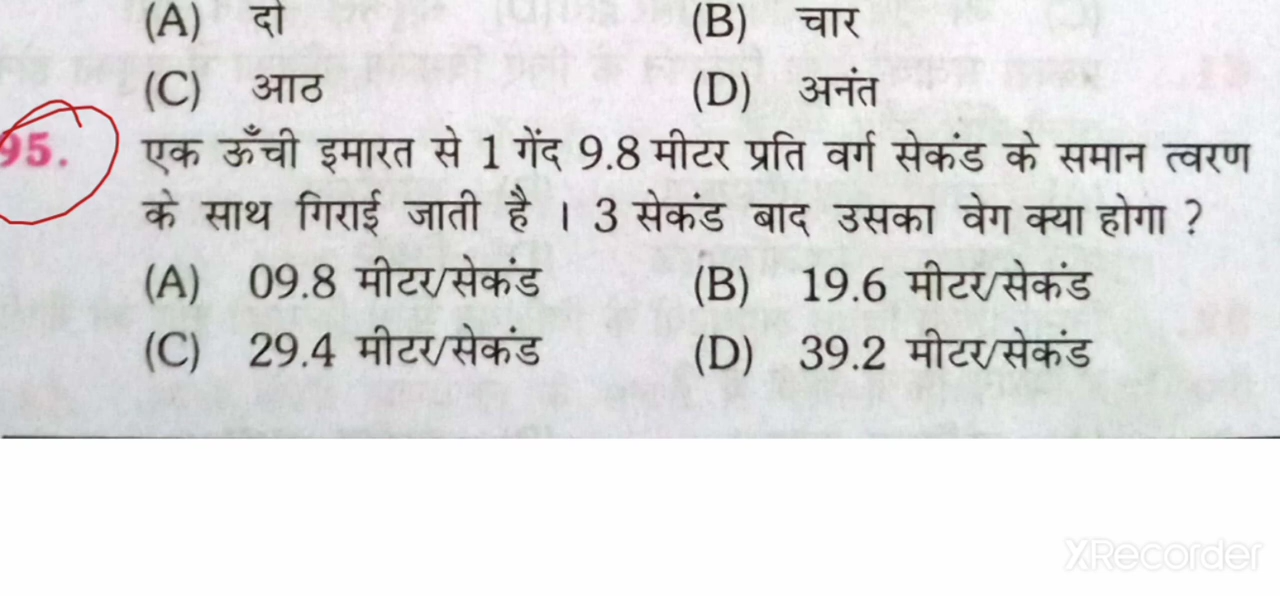 (A) दो (B) चार
(C) आठ (D) अनंत
95. एक ऊँची इमारत से 1 गेंद 9.8 मीटर प्रति वर्ग सेकंड के समान त्वरण
के साथ गिराई जाती है । 3 सेकंड बाद उसका वेग क्या होगा ?
(A) 09.8 मीटर/सेकंड (B) 19.6 मीटर/सेकंड
(C) 29.4 मीटर/सेकंड (D) 39.2 मीटर/सेकंड
XRecorder